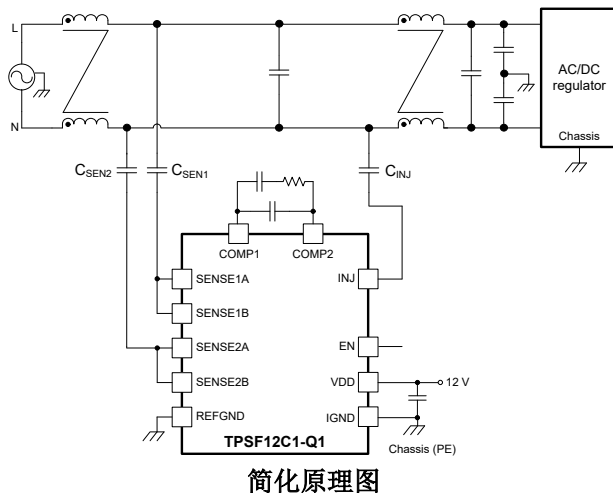 L
N
AC/DC
regulator
Chassis
CSEN2
CSEN1
CINJ
COMP1
COMP2
SENSE1A
SENSE1B
SENSE2A
SENSE2B
REFGND
INJ
EN
VDD
IGND
12 V
TPSF12C1-Q1
Chassis (PE)
简化原理图